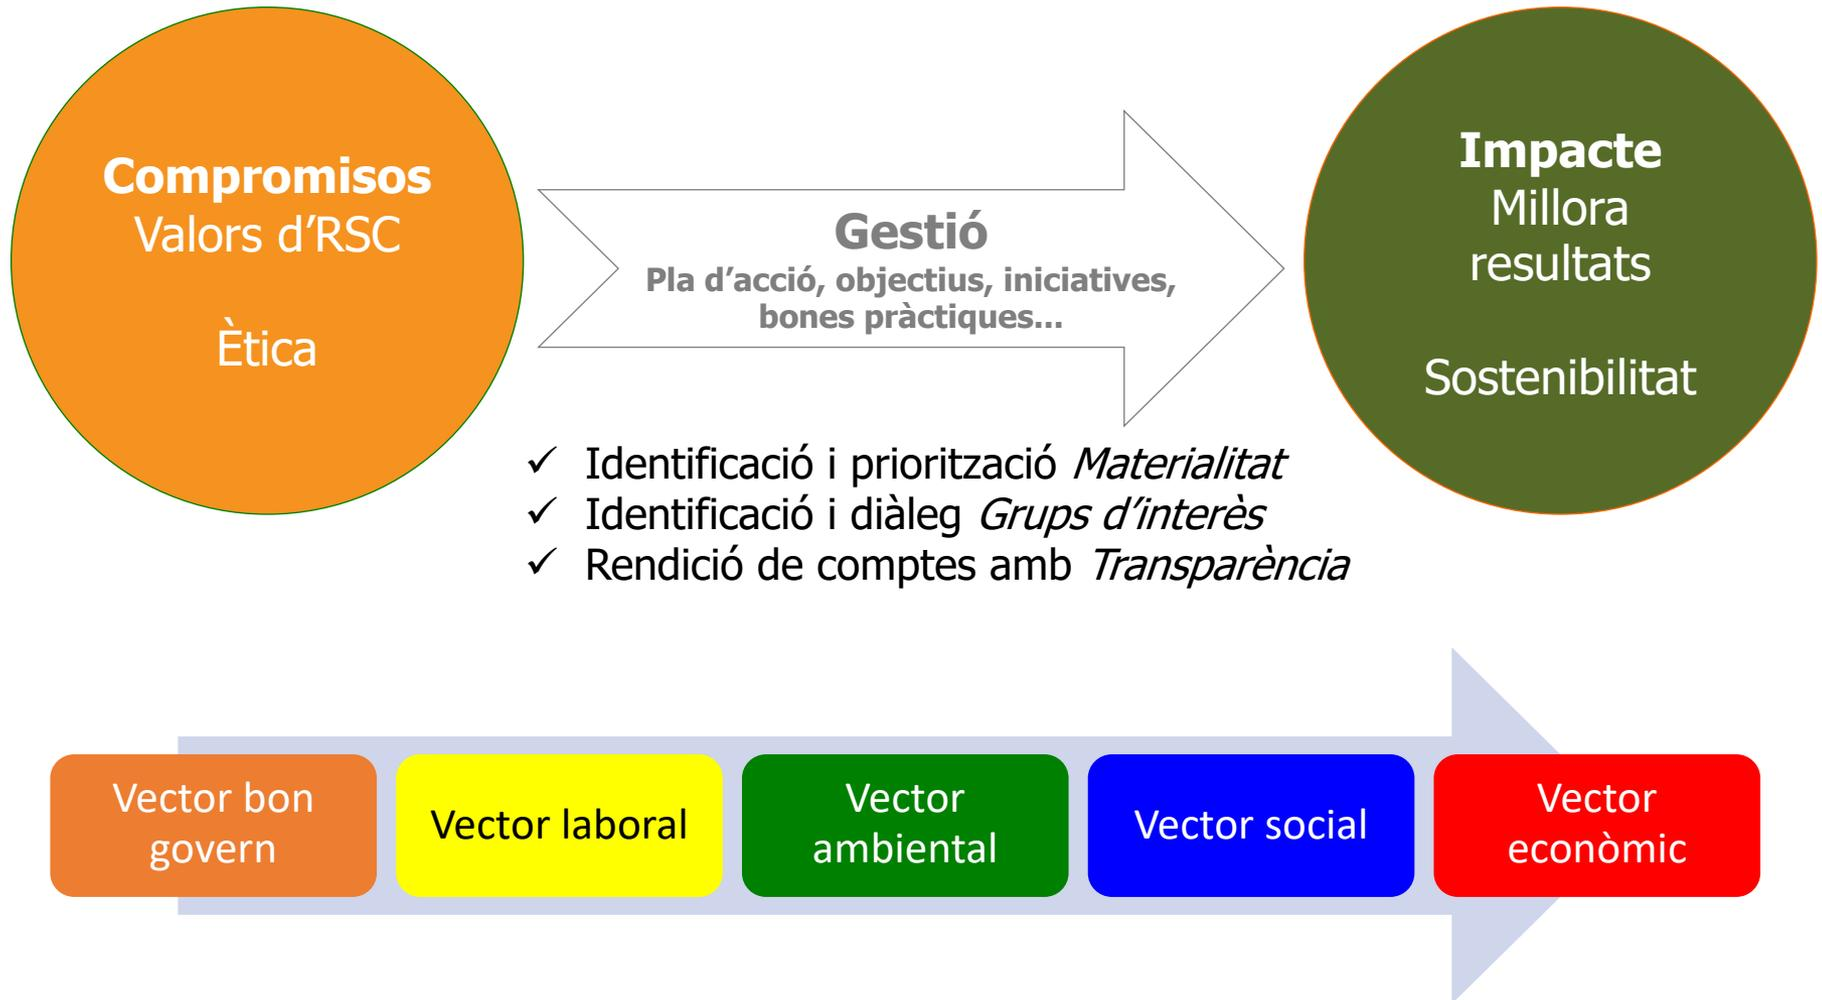 Compromisos
Valors d’RSC
Ètica
Gestió
Pla d’acció, objectius, iniciatives,
bones pràctiques...
Impacte
Millora
resultats
Sostenibilitat
✓ Identificació i priorització Materialitat
✓ Identificació i diàleg Grups d’interès
✓ Rendició de comptes amb Transparència
Vector bon
govern
Vector laboral
Vector
ambiental
Vector social
Vector
econòmic